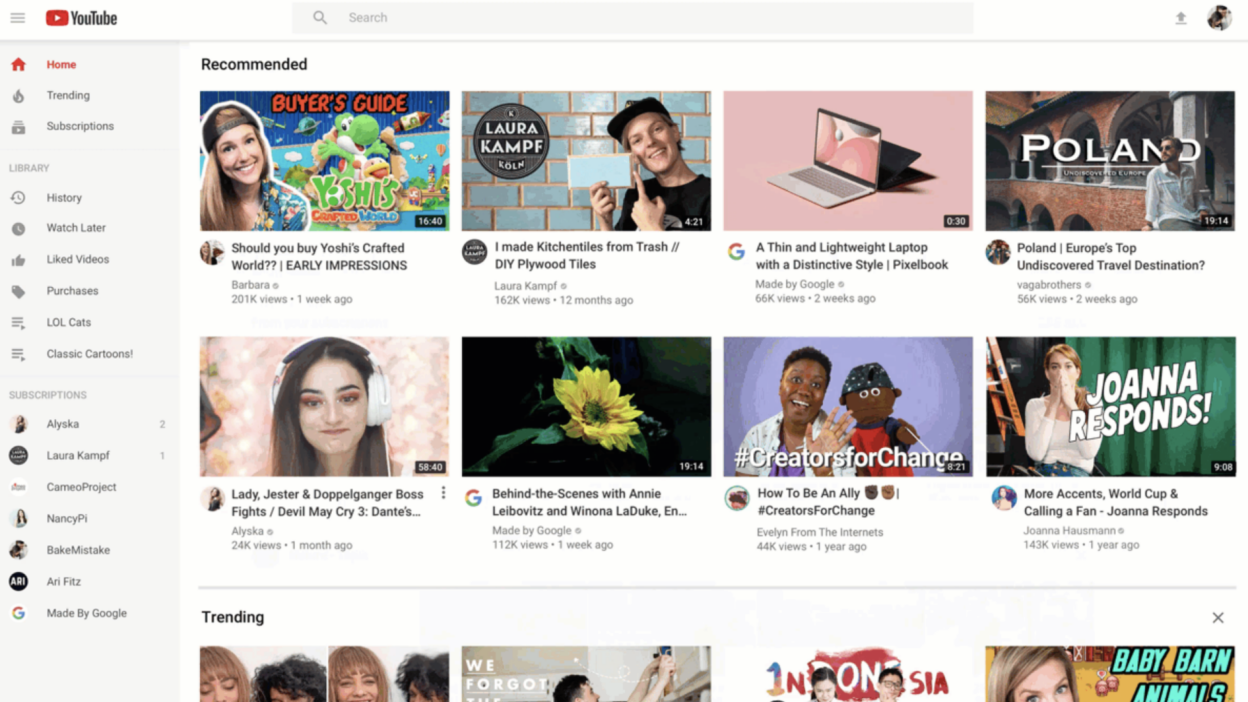 YouTube
Search
Home
Trending
Subscriptions
LIBRARY
History
Watch Later
Liked Videos
Purchases
LOL Cats
Classic Cartoons!
SUBSCRIPTIONS
Alyska 2
Laura Kampf 1
CameoProject
NancyPi
BakeMistake
ARI Ari Fitz
Made By Google
Recommended
BUYER'S GUIDE
YOSHI'S
CRAFTED WORLD
16:40
Should you buy Yoshi's Crafted
World?? | EARLY IMPRESSIONS
Barbara
201K views • 1 week ago
K
LAURA
KAMPF
KÖLN
4:21
I made Kitchentiles from Trash //
DIY Plywood Tiles
Laura Kampf
162K views • 12 months ago
0:30
A Thin and Lightweight Laptop
with a Distinctive Style | Pixelbook
Made by Google
66K views • 2 weeks ago
POLAND
UNDISCOVERED EUROPE
19:14
Poland | Europe's Top
Undiscovered Travel Destination?
vagabrothers
56K views • 2 weeks ago
58:40
Lady, Jester & Doppelganger Boss
Fights / Devil May Cry 3: Dante's...
Alyska
24K views • 1 month ago
19:14
Behind-the-Scenes with Annie
Leibovitz and Winona LaDuke, En...
Made by Google
112K views • 1 week ago
#CreatorsforChange
8:21
How To Be An Ally ✊🏿✊🏾 |
#CreatorsForChange
Evelyn From The Internets
44K views • 1 year ago
JOANNA
RESPONDS!
9:08
More Accents, World Cup &
Calling a Fan - Joanna Responds
Joanna Hausmann
143K views • 1 year ago
Trending
WE
FORGOT
THE
INDONESIA
BABY BARN
ANIMALS